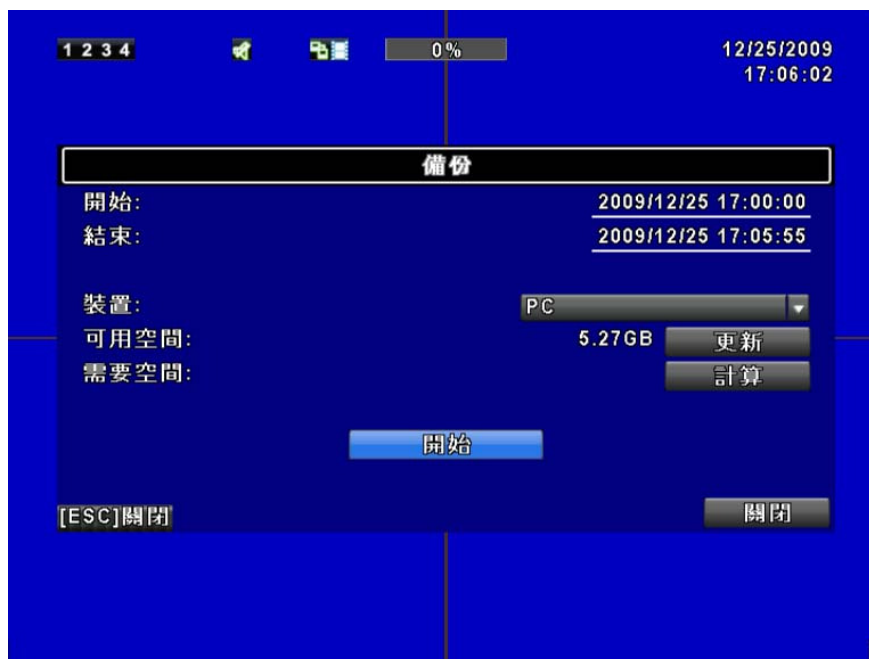 1 2 3 4 0% 12/25/2009
17:06:02
備份
開始: 2009/12/25 17:00:00
結束: 2009/12/25 17:05:55
裝置: PC
可用空間: 5.27GB 更新
需要空間: 計算
開始
[ESC]關閉 關閉